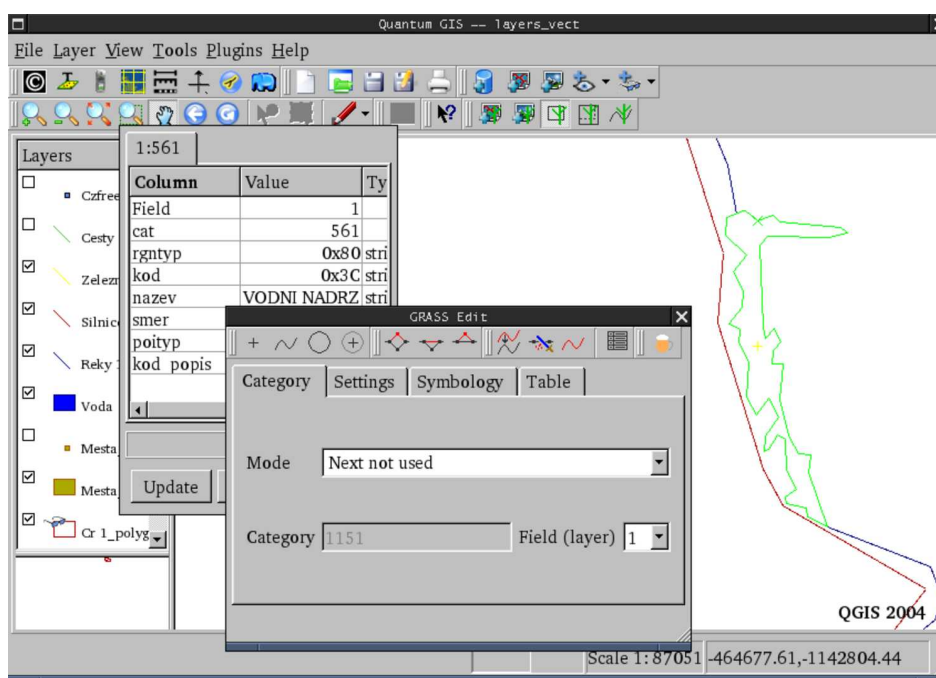 Quantum GIS -- layers_vect
File Layer View Tools Plugins Help
Layers
Czfree
Cesty
Zelezn
Silnic
Reky
Voda
Mesta
Mesta
Cr 1_polyg
1:561
Column Value Ty
Field 1
cat 561
rgntyp 0x80 stri
kod 0x3C stri
nazev VODNI NADRZ stri
smer
poityp
kod popis
Update
GRASS Edit
Category Settings Symbology Table
Mode Next not used
Category 1151 Field (layer) 1
QGIS 2004
Scale 1: 87051 -464677.61,-1142804.44